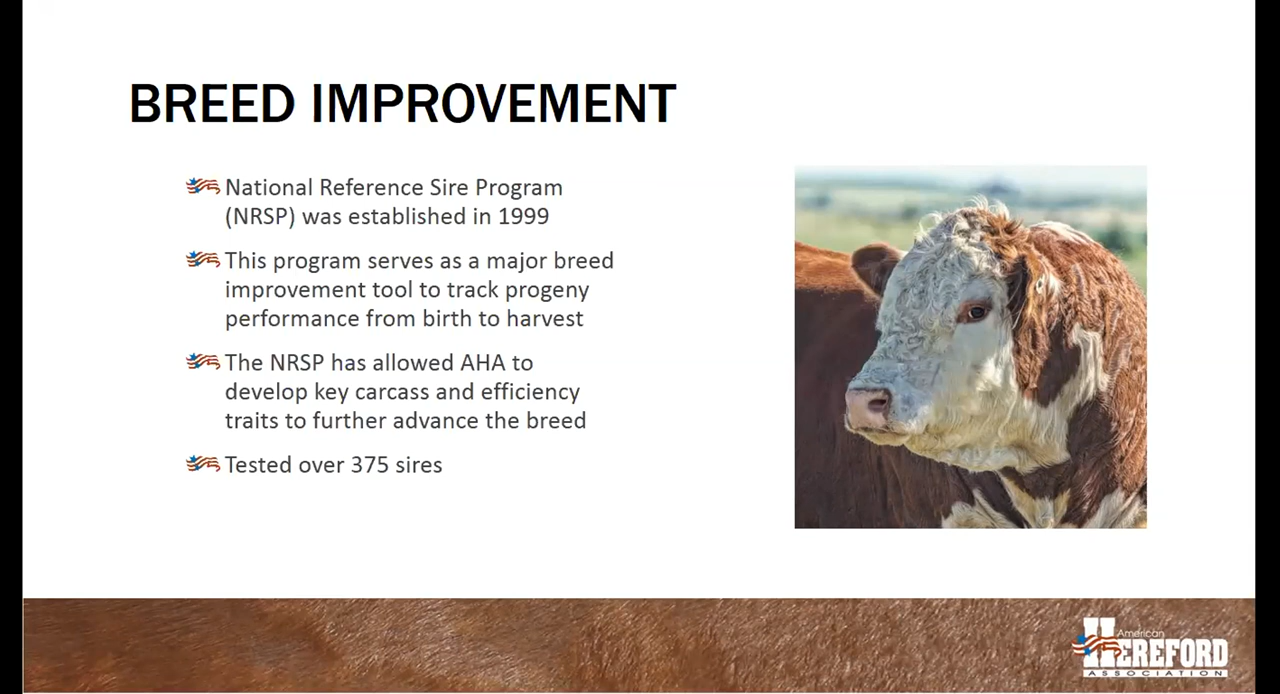 BREED IMPROVEMENT
National Reference Sire Program
(NRSP) was established in 1999
This program serves as a major breed
improvement tool to track progeny
performance from birth to harvest
The NRSP has allowed AHA to
develop key carcass and efficiency
traits to further advance the breed
Tested over 375 sires
American
HEREFORD
ASSOCIATION